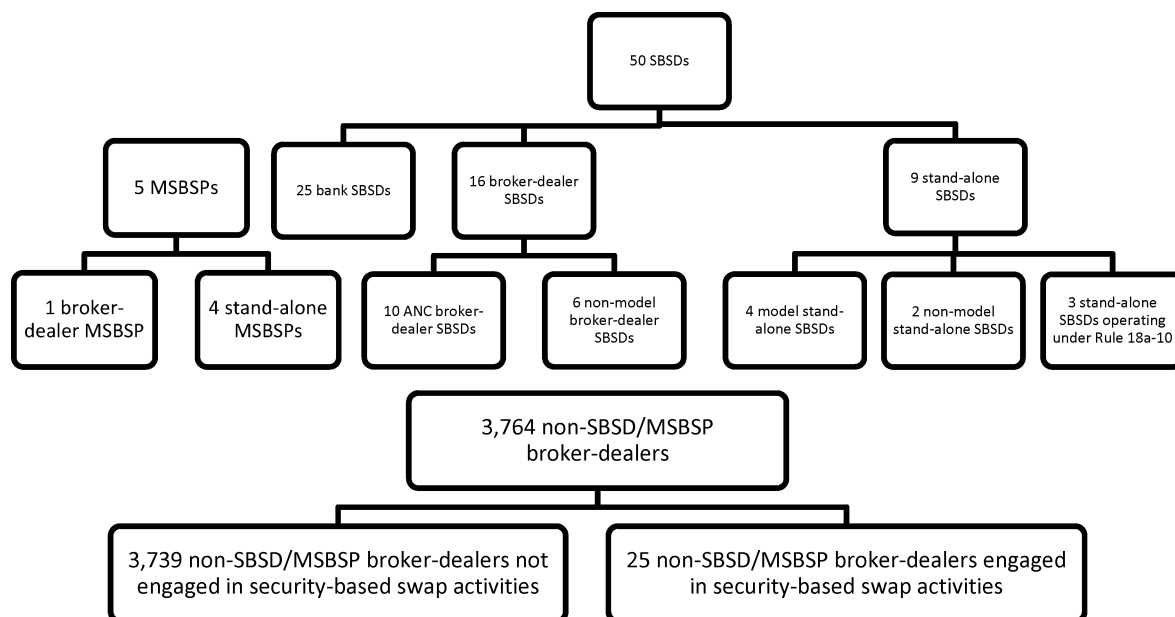 50 SBSDs
5 MSBSPs
25 bank SBSDs
16 broker-dealer
SBSDs
9 stand-alone
SBSDs
1 broker-
dealer MSBSP
4 stand-alone
MSBSPs
10 ANC broker-
dealer SBSDs
6 non-model
broker-dealer
SBSDs
4 model stand-
alone SBSDs
2 non-model
stand-alone SBSDs
3 stand-alone
SBSDs operating
under Rule 18a-10
3,764 non-SBSD/MSBSP
broker-dealers
3,739 non-SBSD/MSBSP broker-dealers not
engaged in security-based swap activities
25 non-SBSD/MSBSP broker-dealers engaged
in security-based swap activities